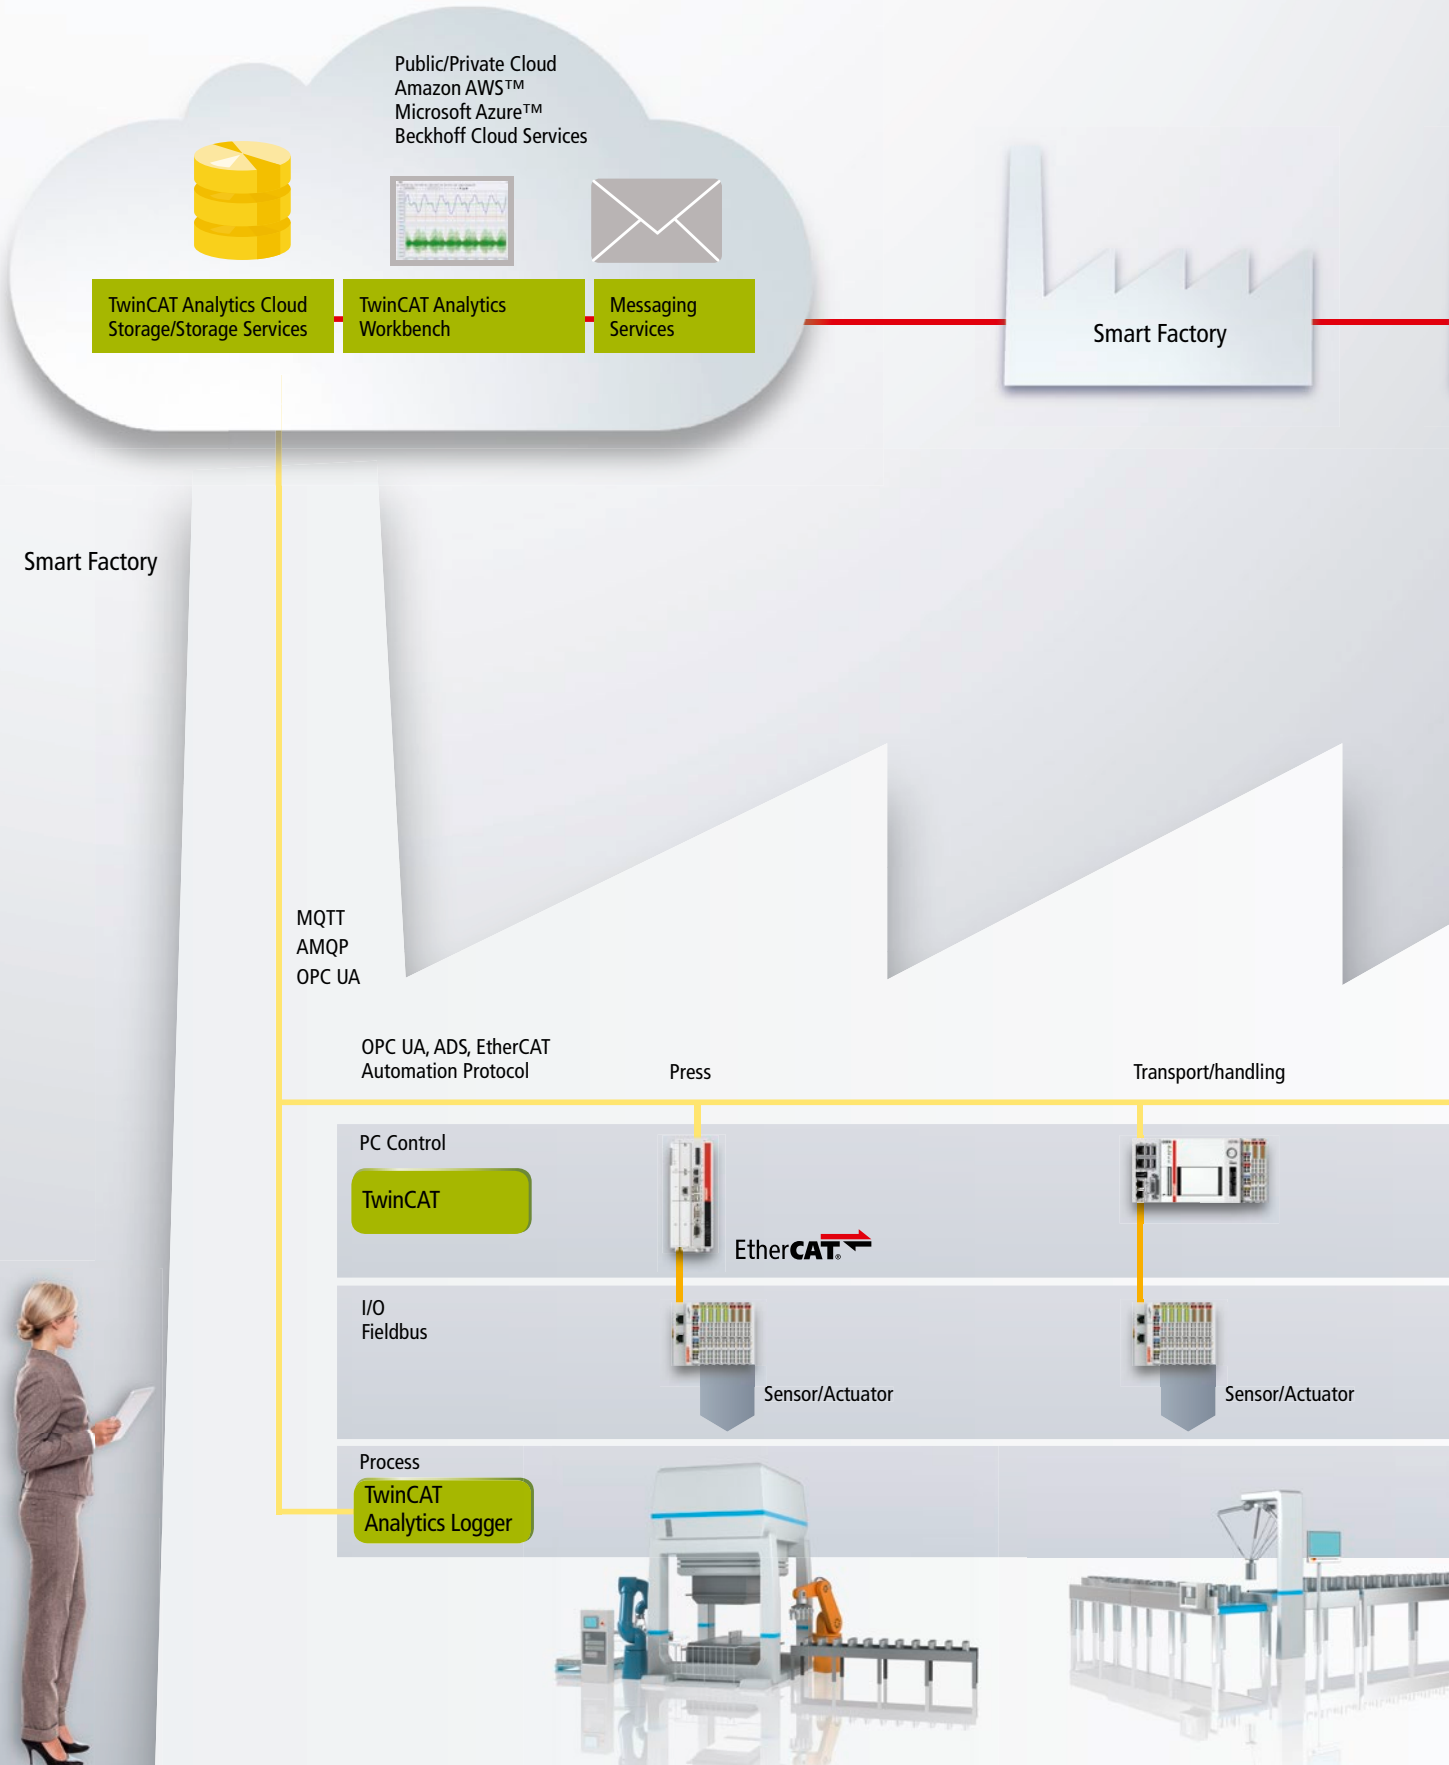 Public/Private Cloud
Amazon AWS™
Microsoft Azure™
Beckhoff Cloud Services
TwinCAT Analytics Cloud
Storage/Storage Services
TwinCAT Analytics
Workbench
Messaging
Services
Smart Factory
Smart Factory
MQTT
AMQP
OPC UA
OPC UA, ADS, EtherCAT
Automation Protocol
Press
Transport/handling
PC Control
TwinCAT
EtherCAT®
I/O
Fieldbus
Sensor/Actuator
Sensor/Actuator
Process
TwinCAT
Analytics Logger